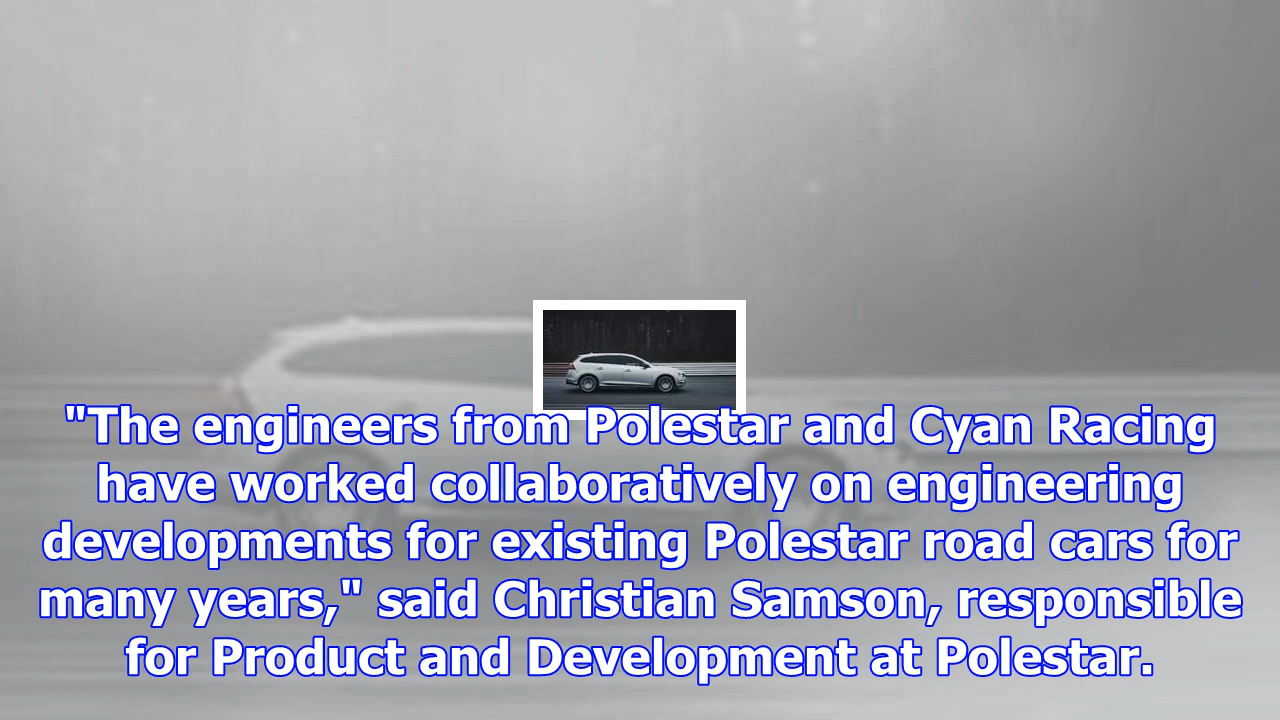 "The engineers from Polestar and Cyan Racing
have worked collaboratively on engineering
developments for existing Polestar road cars for
many years," said Christian Samson, responsible
for Product and Development at Polestar.